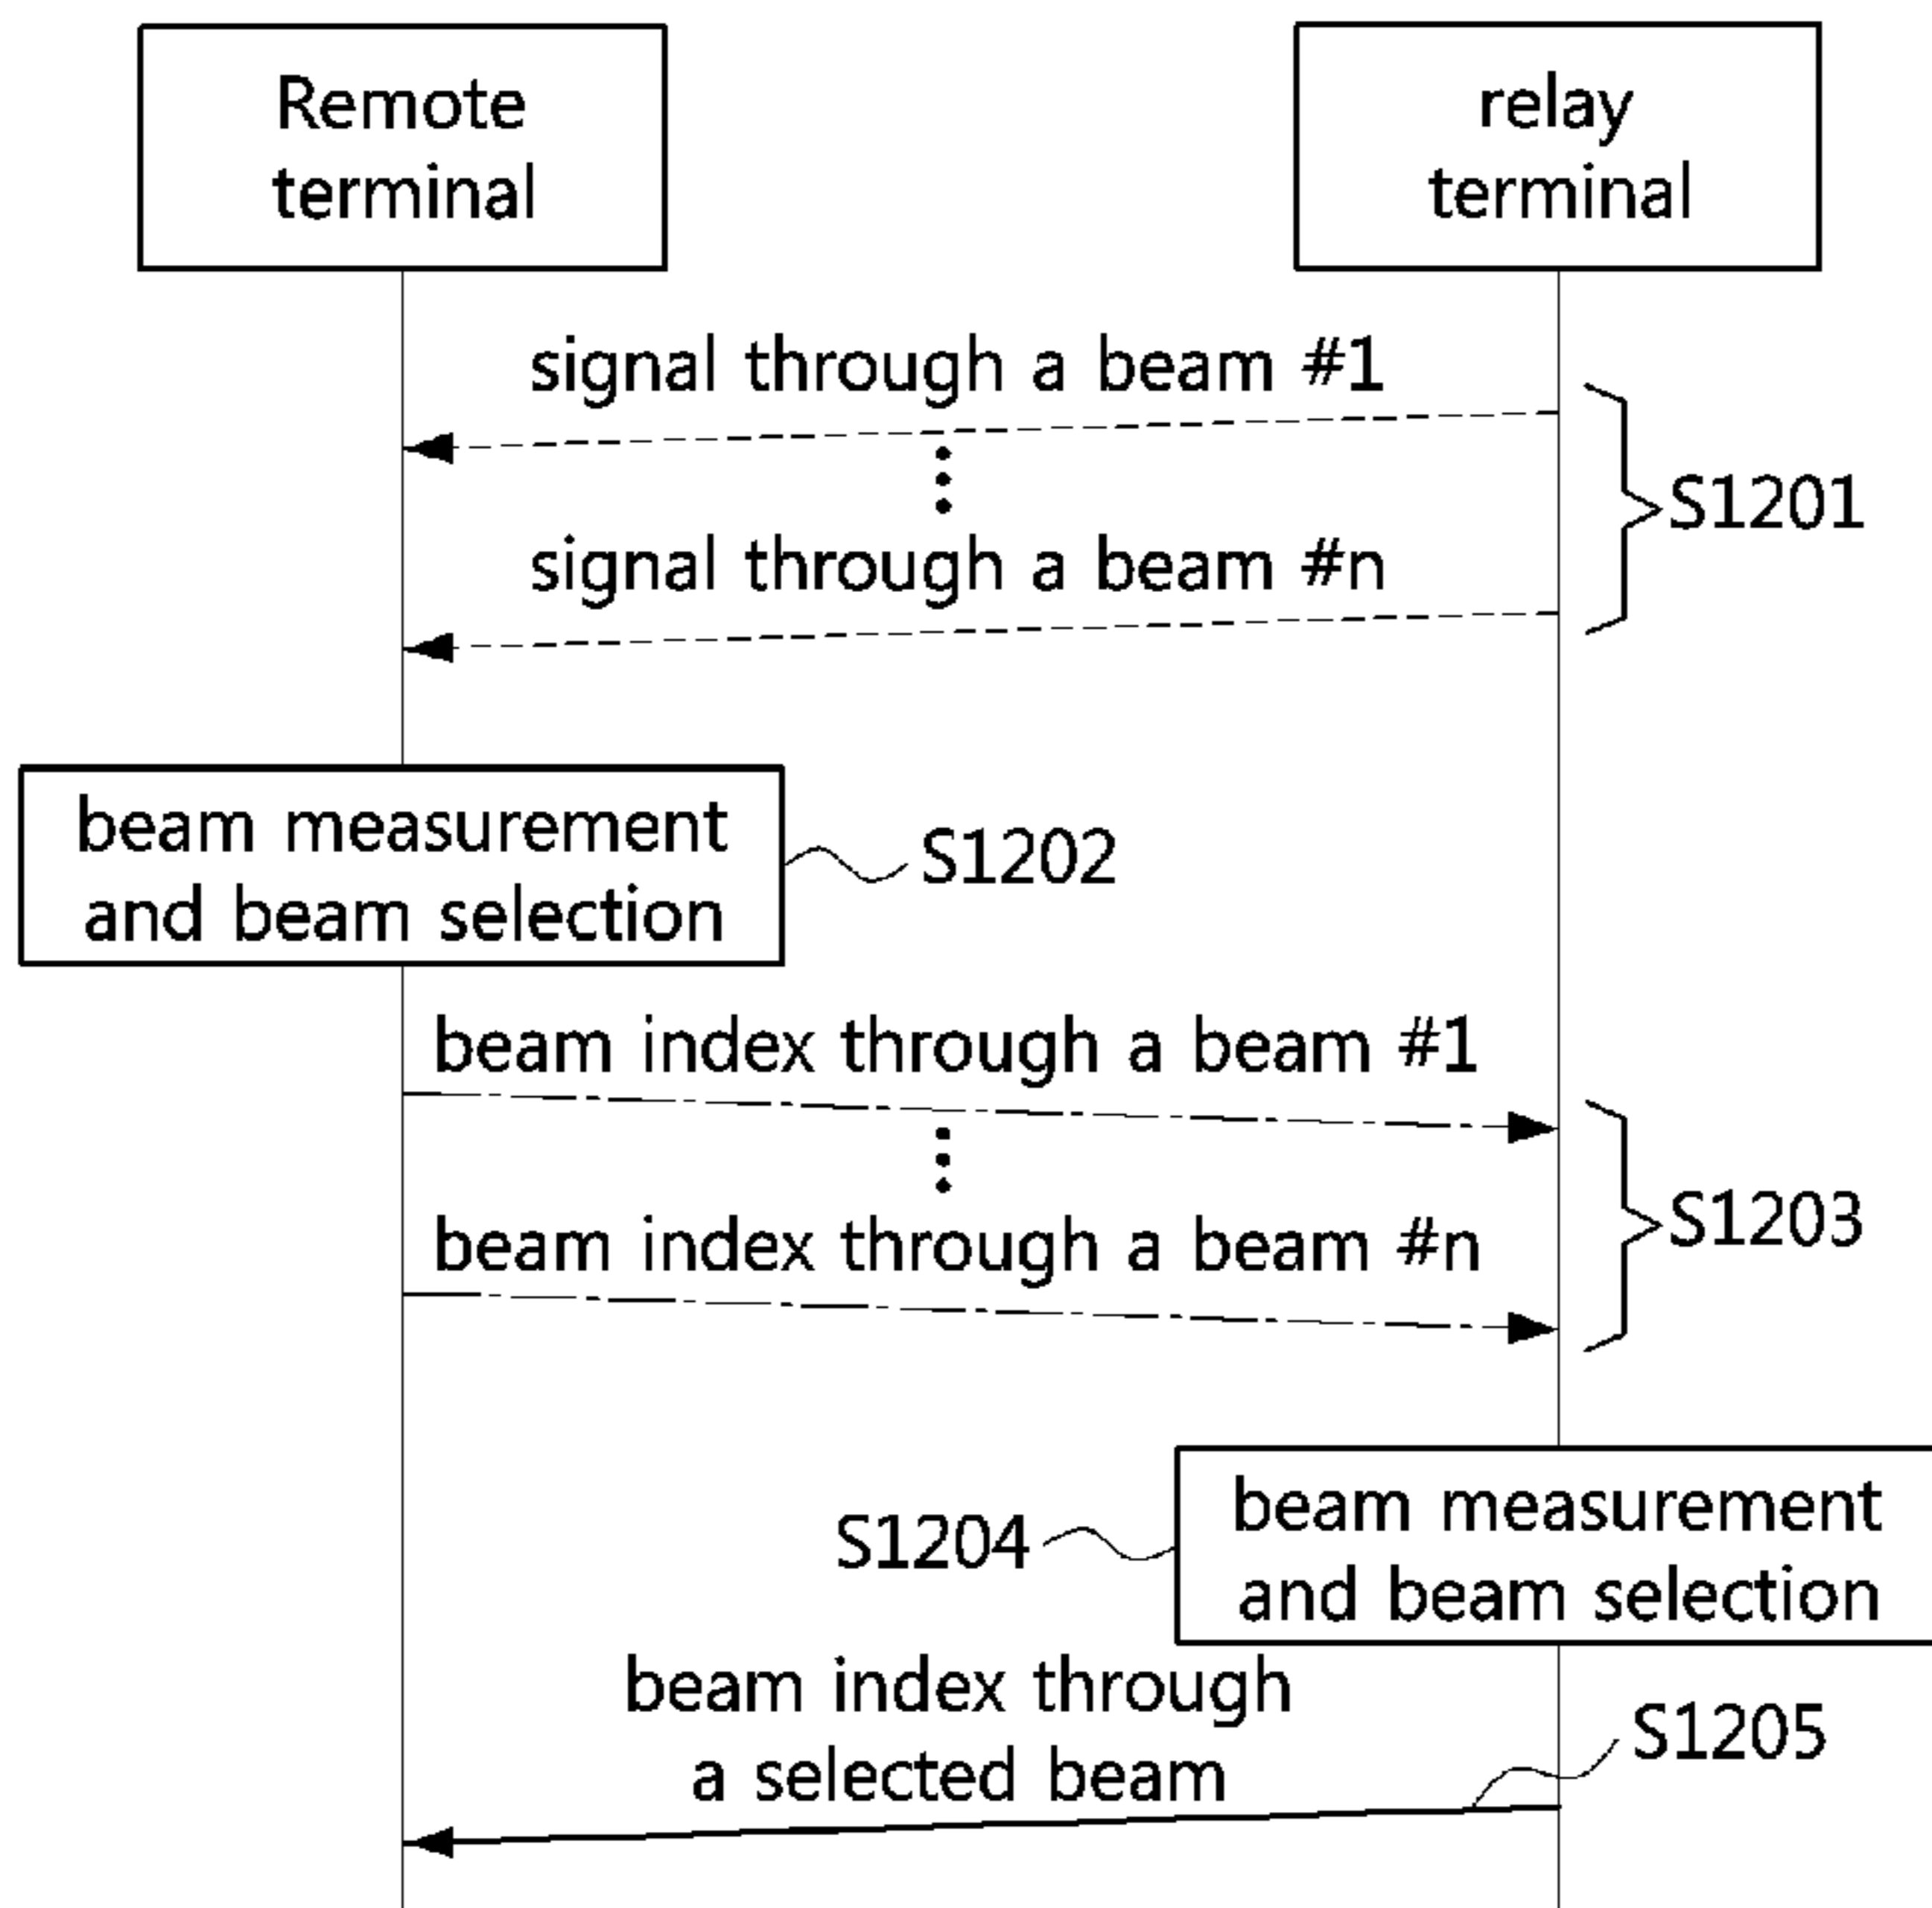 Remote
terminal
relay
terminal
signal through a beam #1
signal through a beam #n
S1201
beam measurement
and beam selection
S1202
beam index through a beam #1
beam index through a beam #n
S1203
S1204
beam measurement
and beam selection
beam index through
a selected beam
S1205